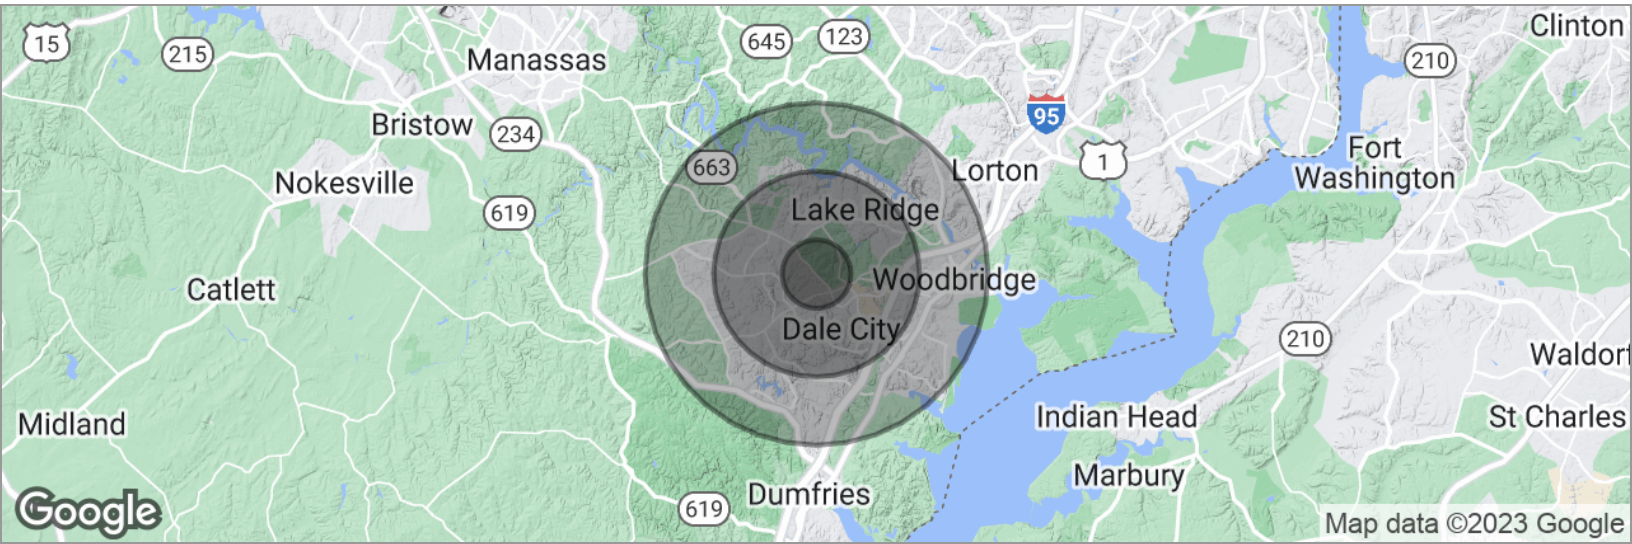 15
215
Manassas
645
123
Clinton
210
Bristow
234
95
1
Fort
Washington
663
Lorton
Nokesville
619
Lake Ridge
Catlett
Woodbridge
Dale City
210
Waldorf
Midland
Indian Head
St Charles
Marbury
Dumfries
619
Google
Map data ©2023 Google